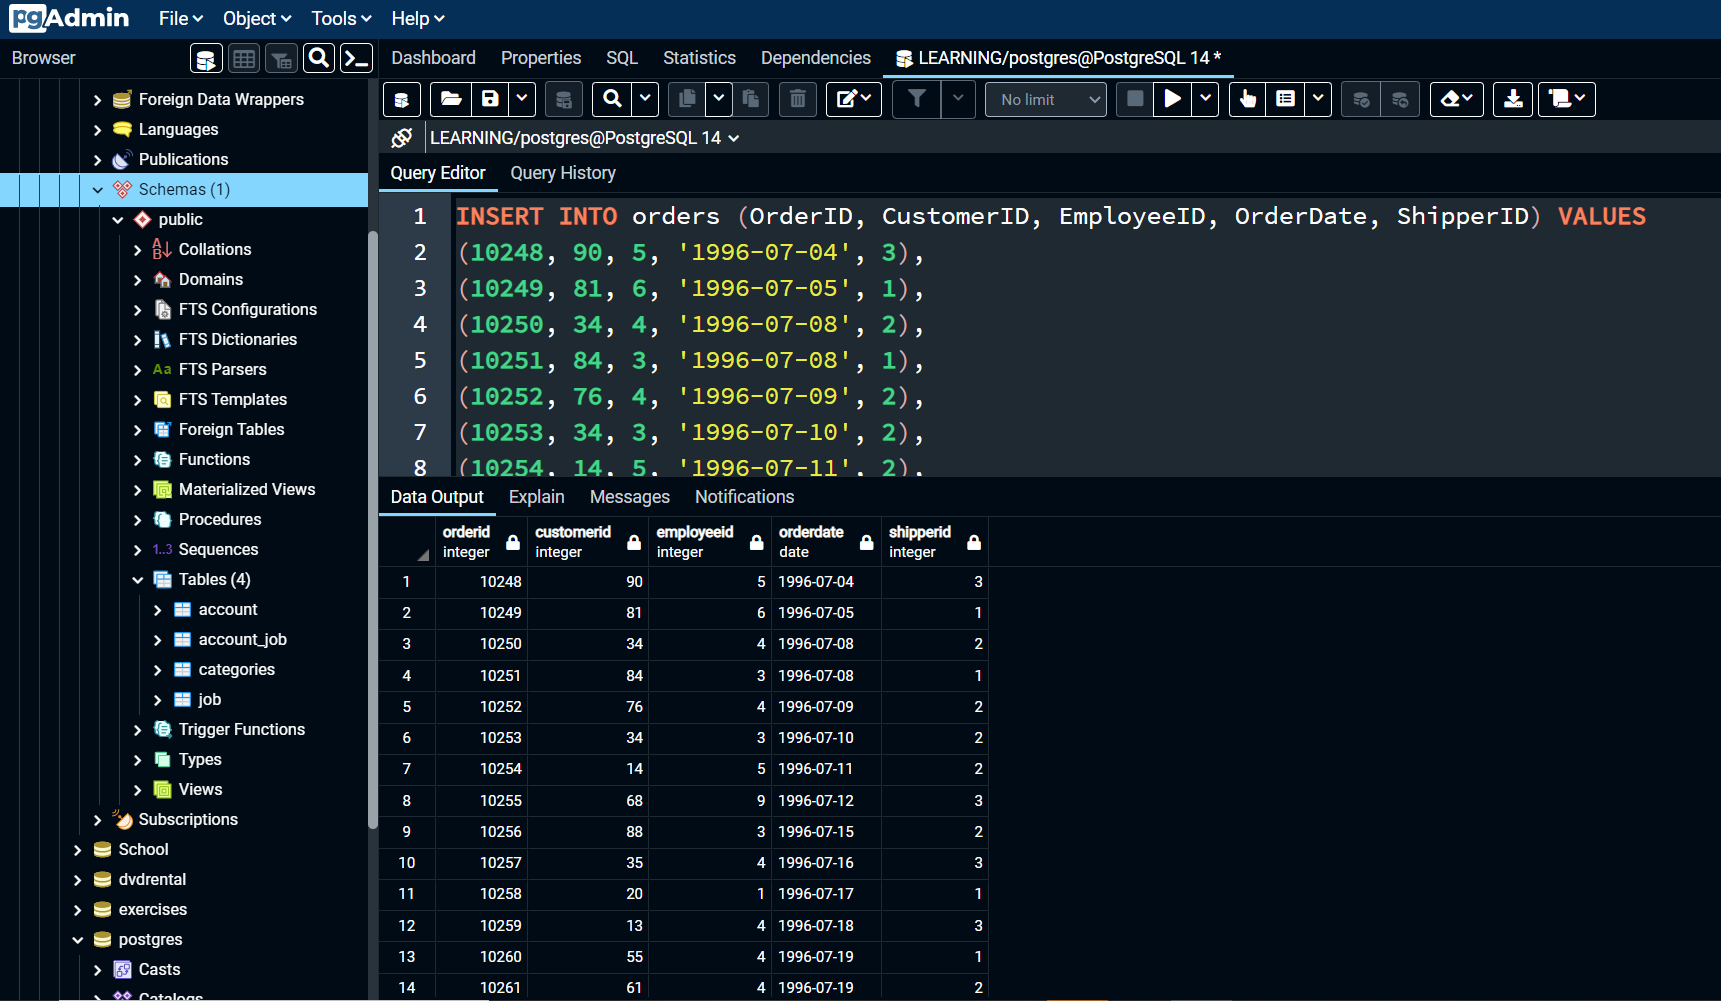 pgAdmin File Object Tools Help
Browser
Dashboard Properties SQL Statistics Dependencies LEARNING/postgres@PostgreSQL 14 *
No limit
LEARNING/postgres@PostgreSQL 14
Query Editor Query History
Foreign Data Wrappers
Languages
Publications
Schemas (1)
public
Collations
Domains
FTS Configurations
FTS Dictionaries
Aa FTS Parsers
FTS Templates
Foreign Tables
Functions
Materialized Views
Procedures
1..3 Sequences
Tables (4)
account
account_job
categories
job
Trigger Functions
Types
Views
Subscriptions
School
dvdrental
exercises
postgres
Casts
Catalogs
1 INSERT INTO orders (OrderID, CustomerID, EmployeeID, OrderDate, ShipperID) VALUES
2 (10248, 90, 5, '1996-07-04', 3),
3 (10249, 81, 6, '1996-07-05', 1),
4 (10250, 34, 4, '1996-07-08', 2),
5 (10251, 84, 3, '1996-07-08', 1),
6 (10252, 76, 4, '1996-07-09', 2),
7 (10253, 34, 3, '1996-07-10', 2),
8 (10254, 14, 5, '1996-07-11', 2),
Data Output Explain Messages Notifications
orderid customerid employeeid orderdate shipperid
integer integer integer date integer
1 10248 90 5 1996-07-04 3
2 10249 81 6 1996-07-05 1
3 10250 34 4 1996-07-08 2
4 10251 84 3 1996-07-08 1
5 10252 76 4 1996-07-09 2
6 10253 34 3 1996-07-10 2
7 10254 14 5 1996-07-11 2
8 10255 68 9 1996-07-12 3
9 10256 88 3 1996-07-15 2
10 10257 35 4 1996-07-16 3
11 10258 20 1 1996-07-17 1
12 10259 13 4 1996-07-18 3
13 10260 55 4 1996-07-19 1
14 10261 61 4 1996-07-19 2